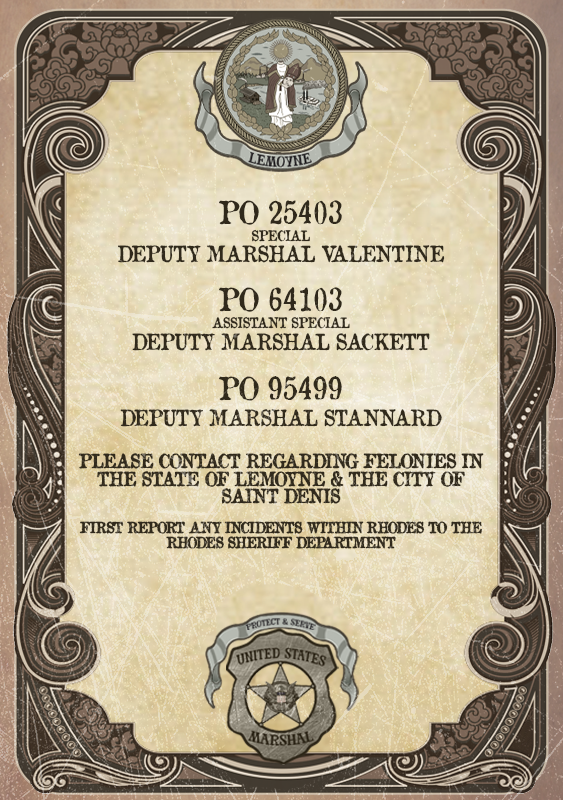 LEMOYNE
PO 25403
SPECIAL
DEPUTY MARSHAL VALENTINE
PO 64103
ASSISTANT SPECIAL
DEPUTY MARSHAL SACKETT
PO 95499
DEPUTY MARSHAL STANNARD
PLEASE CONTACT REGARDING FELONIES IN
THE STATE OF LEMOYNE & THE CITY OF
SAINT DENIS
FIRST REPORT ANY INCIDENTS WITHIN RHODES TO THE
RHODES SHERIFF DEPARTMENT
PROTECT & SERVE
UNITED STATES
MARSHAL